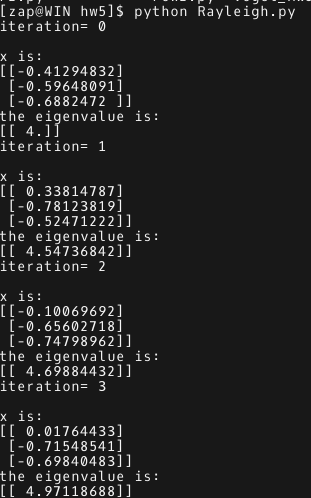 [zap@WIN hw5]$ python Rayleigh.py
iteration= 0
x is:
[[-0.41294832]
 [-0.59648091]
 [-0.6882472 ]]
the eigenvalue is:
[[ 4.]]
iteration= 1
x is:
[[ 0.33814787]
 [-0.78123819]
 [-0.52471222]]
the eigenvalue is:
[[ 4.54736842]]
iteration= 2
x is:
[[-0.10069692]
 [-0.65602718]
 [-0.74798962]]
the eigenvalue is:
[[ 4.69884432]]
iteration= 3
x is:
[[ 0.01764433]
 [-0.71548541]
 [-0.69840483]]
the eigenvalue is:
[[ 4.97118688]]